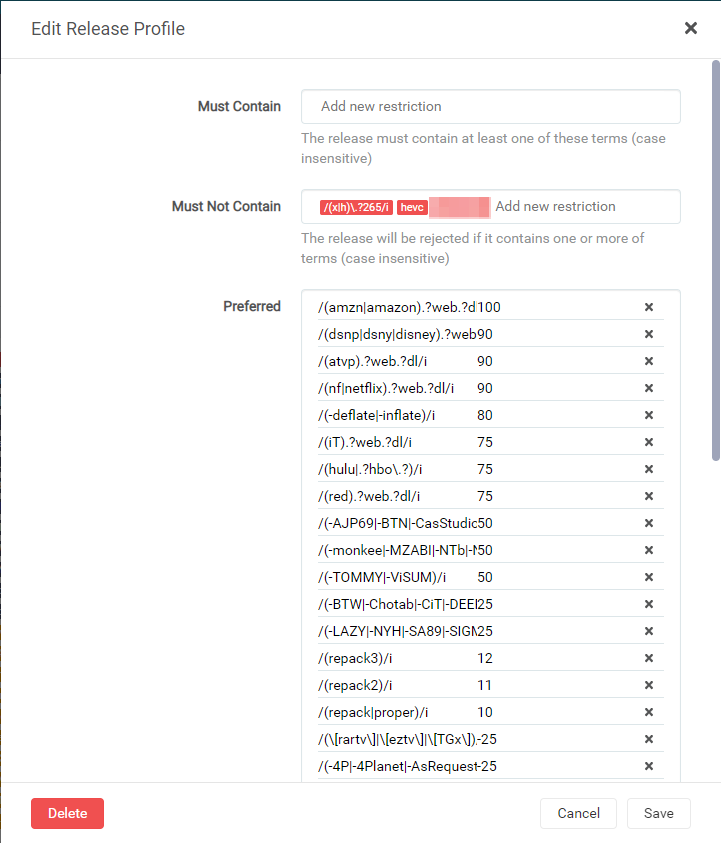 Edit Release Profile
Must Contain
Add new restriction
The release must contain at least one of these terms (case
insensitive)
Must Not Contain
/(x|h)\.?265/i hevc Add new restriction
The release will be rejected if it contains one or more of
terms (case insensitive)
Preferred
/(amzn|amazon).?web.?d 100
/(dsnp|dsny|disney).?web 90
/(atvp).?web.?dl/i 90
/(nf|netflix).?web.?dl/i 90
/(-deflate|-inflate)/i 80
/(iT).?web.?dl/i 75
/(hulu|.?hbo\.?)/i 75
/(red).?web.?dl/i 75
/(-AJP69|-BTN|-CasStudio 50
/(-monkee|-MZABI|-NTb|- 50
/(-TOMMY|-ViSUM)/i 50
/(-BTW|-Chotab|-CiT|-DEE 25
/(-LAZY|-NYH|-SA89|-SIGM 25
/(repack3)/i 12
/(repack2)/i 11
/(repack|proper)/i 10
/(\[rartv\]|\[eztv\]|\[TGx\]) -25
/(-4P|-4Planet|-AsRequest -25
Delete
Cancel
Save